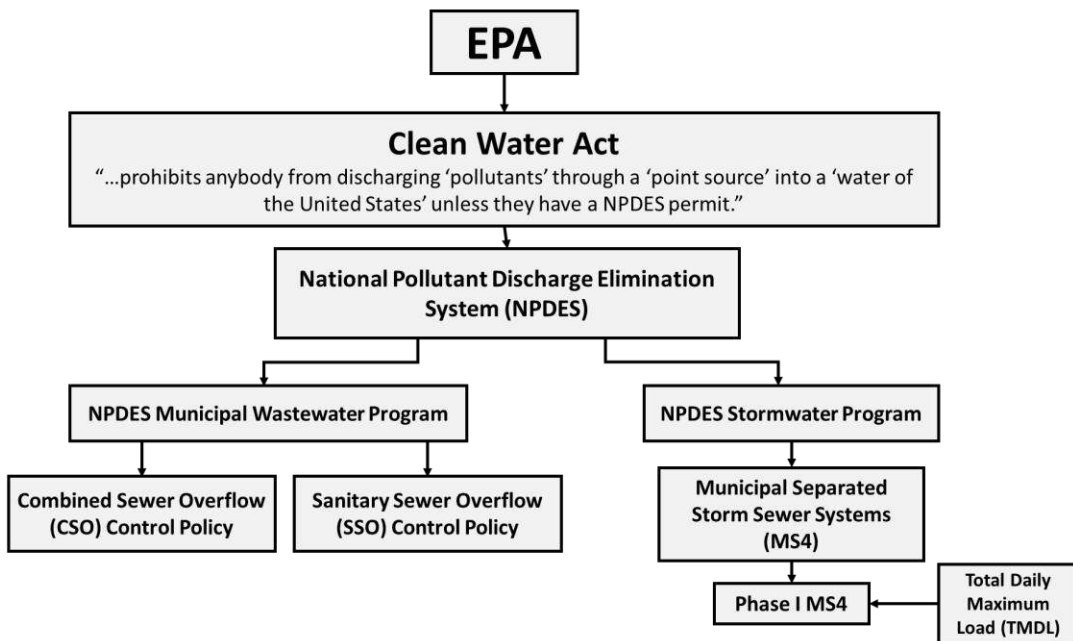 EPA
Clean Water Act
“...prohibits anybody from discharging ‘pollutants’ through a ‘point source’ into a ‘water of
the United States’ unless they have a NPDES permit.”
National Pollutant Discharge Elimination
System (NPDES)
NPDES Municipal Wastewater Program
NPDES Stormwater Program
Combined Sewer Overflow
(CSO) Control Policy
Sanitary Sewer Overflow
(SSO) Control Policy
Municipal Separated
Storm Sewer Systems
(MS4)
Phase I MS4
Total Daily
Maximum
Load (TMDL)